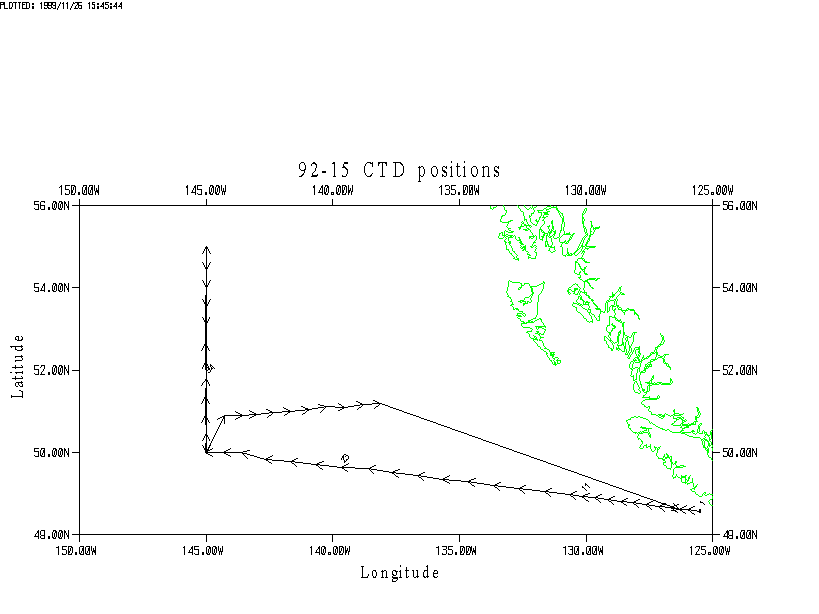 PLOTTED: 1999/11/26 15:45:44
92-15 CTD positions
150.00W 145.00W 140.00W 135.00W 130.00W 125.00W
56.00N 56.00N
54.00N 54.00N
52.00N 52.00N
50.00N 50.00N
49.00N 49.00N
150.00W 145.00W 140.00W 135.00W 130.00W 125.00W
Latitude
Longitude